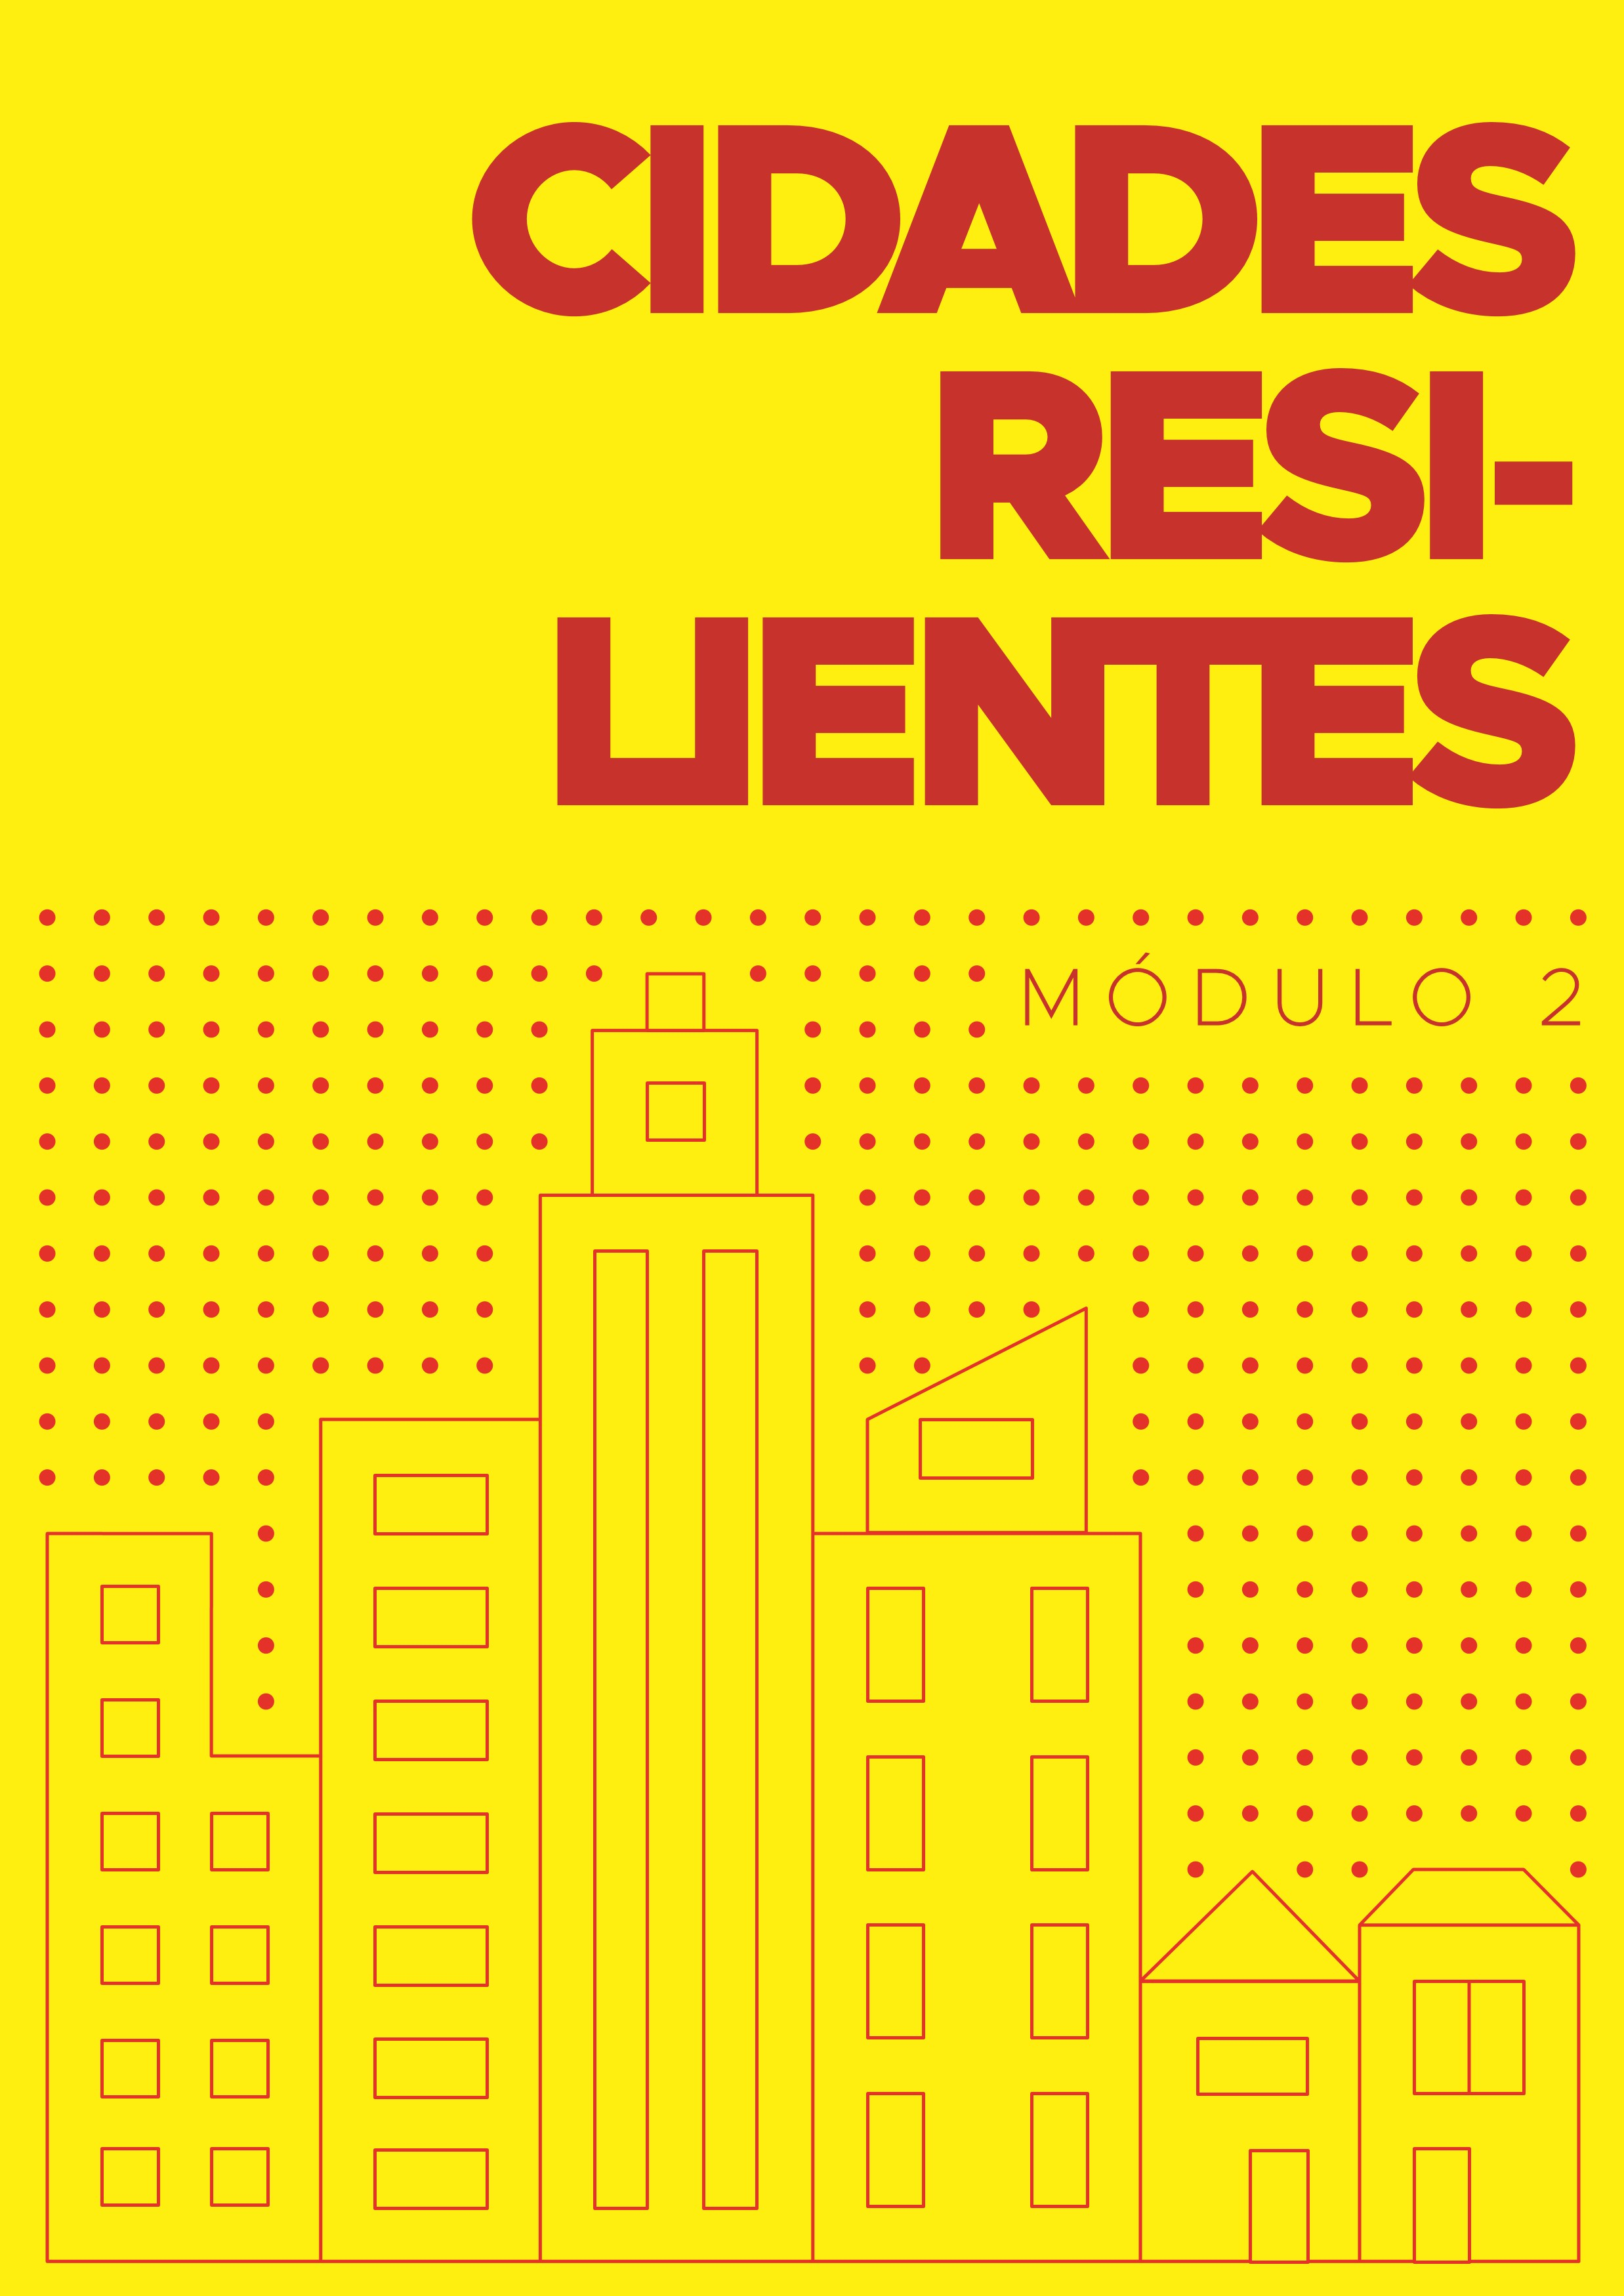 CIDADES
RESI-
LIENTES
MÓDULO 2